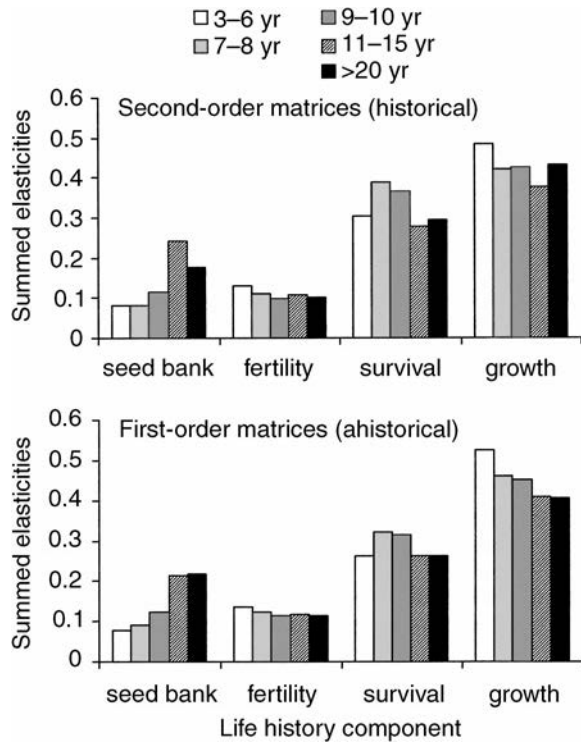 3–6 yr
9–10 yr
7–8 yr
11–15 yr
>20 yr
Second-order matrices (historical)
Summed elasticities
0.6
0.5
0.4
0.3
0.2
0.1
0
seed bank
fertility
survival
growth
First-order matrices (ahistorical)
Summed elasticities
0.6
0.5
0.4
0.3
0.2
0.1
0
seed bank
fertility
survival
growth
Life history component